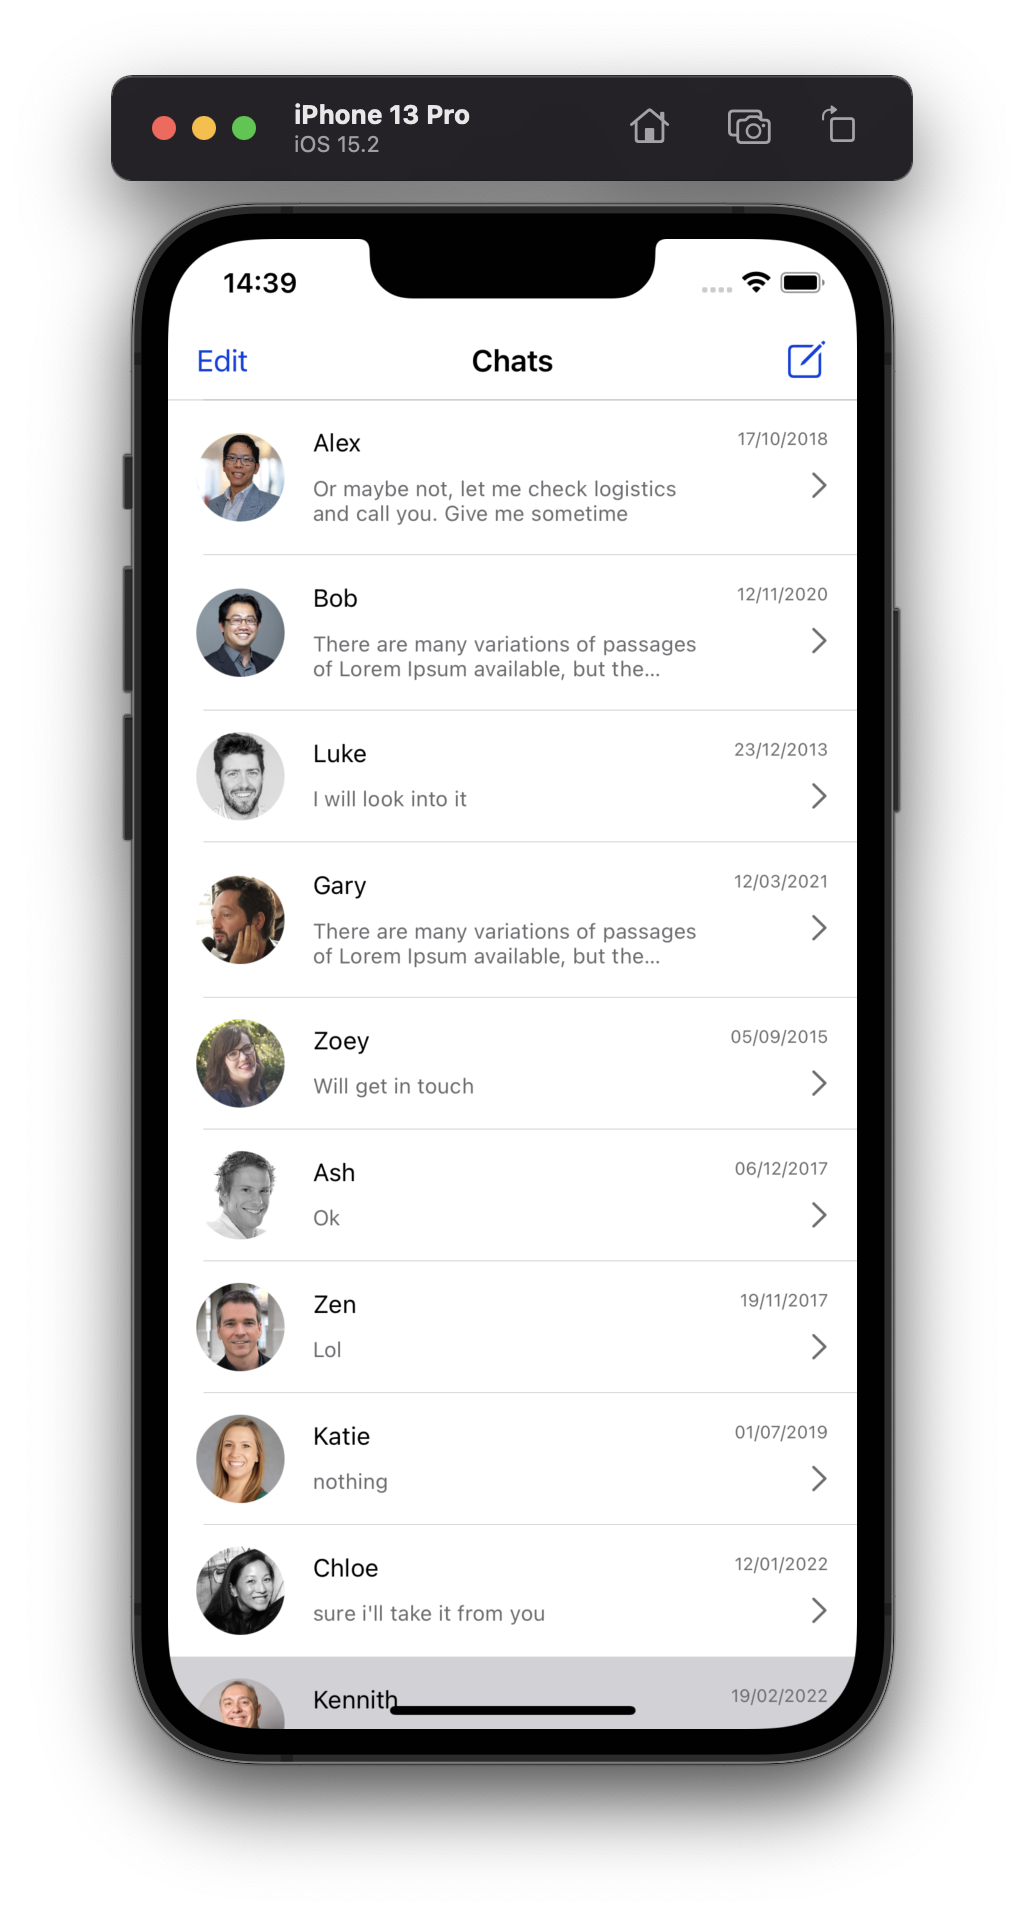 iPhone 13 Pro
iOS 15.2
14:39
Edit
Chats
Alex
17/10/2018
Or maybe not, let me check logistics
and call you. Give me sometime
Bob
12/11/2020
There are many variations of passages
of Lorem Ipsum available, but the...
Luke
23/12/2013
I will look into it
Gary
12/03/2021
There are many variations of passages
of Lorem Ipsum available, but the...
Zoey
05/09/2015
Will get in touch
Ash
06/12/2017
Ok
Zen
19/11/2017
Lol
Katie
01/07/2019
nothing
Chloe
12/01/2022
sure i'll take it from you
Kennith
19/02/2022